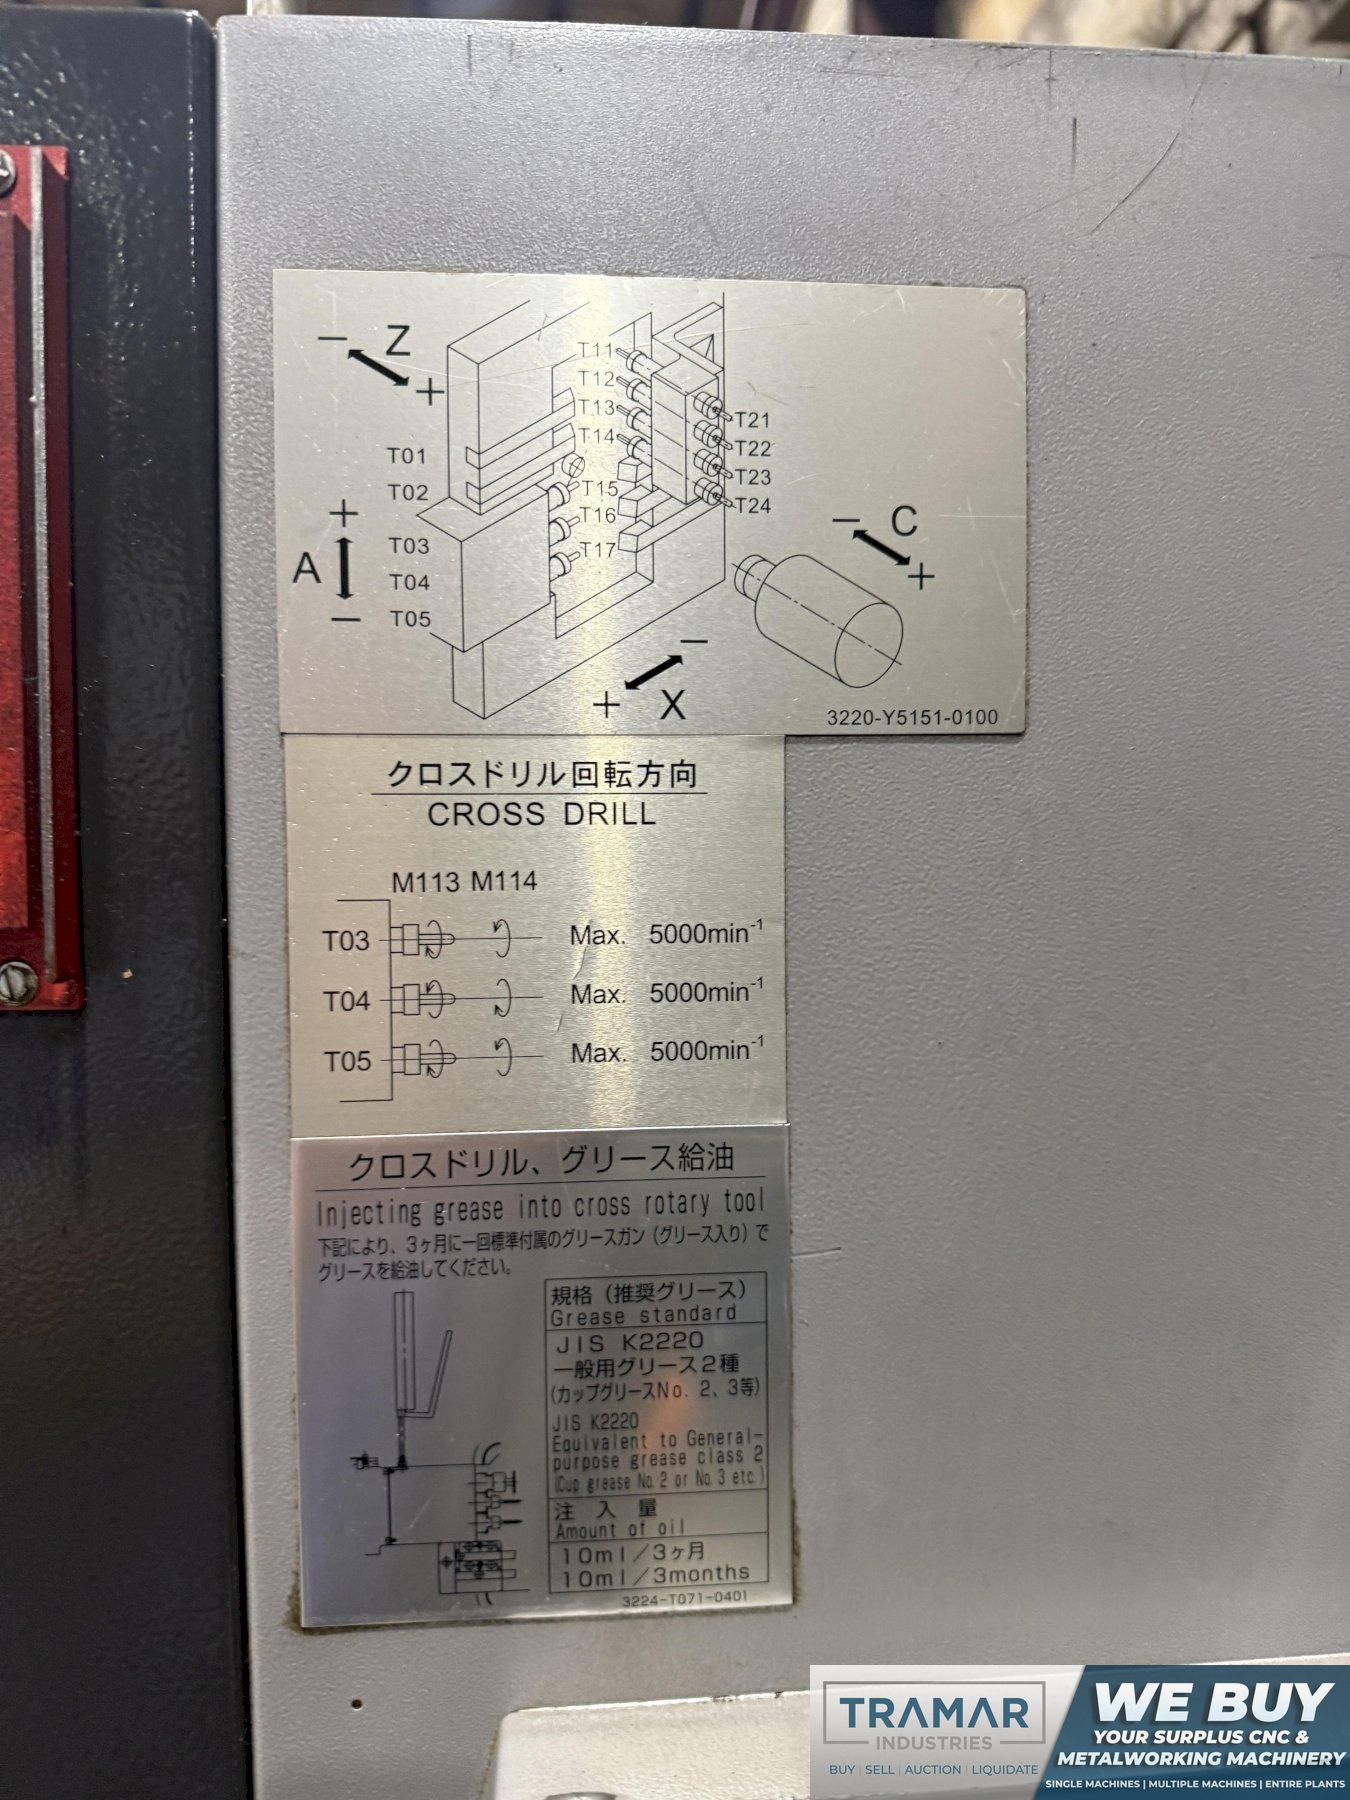 − Z
+
T11
T12
T13
T14
T21
T22
T23
T24
T01
T02
T15
T16
T17
+
A
−
T03
T04
T05
− C
+
−
+ X
3220-Y5151-0100
クロスドリル回転方向
CROSS DRILL
M113 M114
T03 Max. 5000min-1
T04 Max. 5000min-1
T05 Max. 5000min-1
クロスドリル、グリース給油
Injecting grease into cross rotary tool
下記により、3ヶ月に一回標準付属のグリースガン（グリース入り）で
グリースを給油してください。
規格（推奨グリース）
Grease standard
JIS K2220
一般用グリース2種
(カップグリースNo. 2、3等)
JIS K2220
Equivalent to General-
purpose grease class 2
(Cup grease No.2 or No.3 etc.)
注 入 量
Amount of oil
10ml／3ヶ月
10ml／3months
3224-T071-0401
TRAMAR
INDUSTRIES
BUY | SELL | AUCTION | LIQUIDATE
WE BUY
YOUR SURPLUS CNC &
METALWORKING MACHINERY
SINGLE MACHINES | MULTIPLE MACHINES | ENTIRE PLANTS